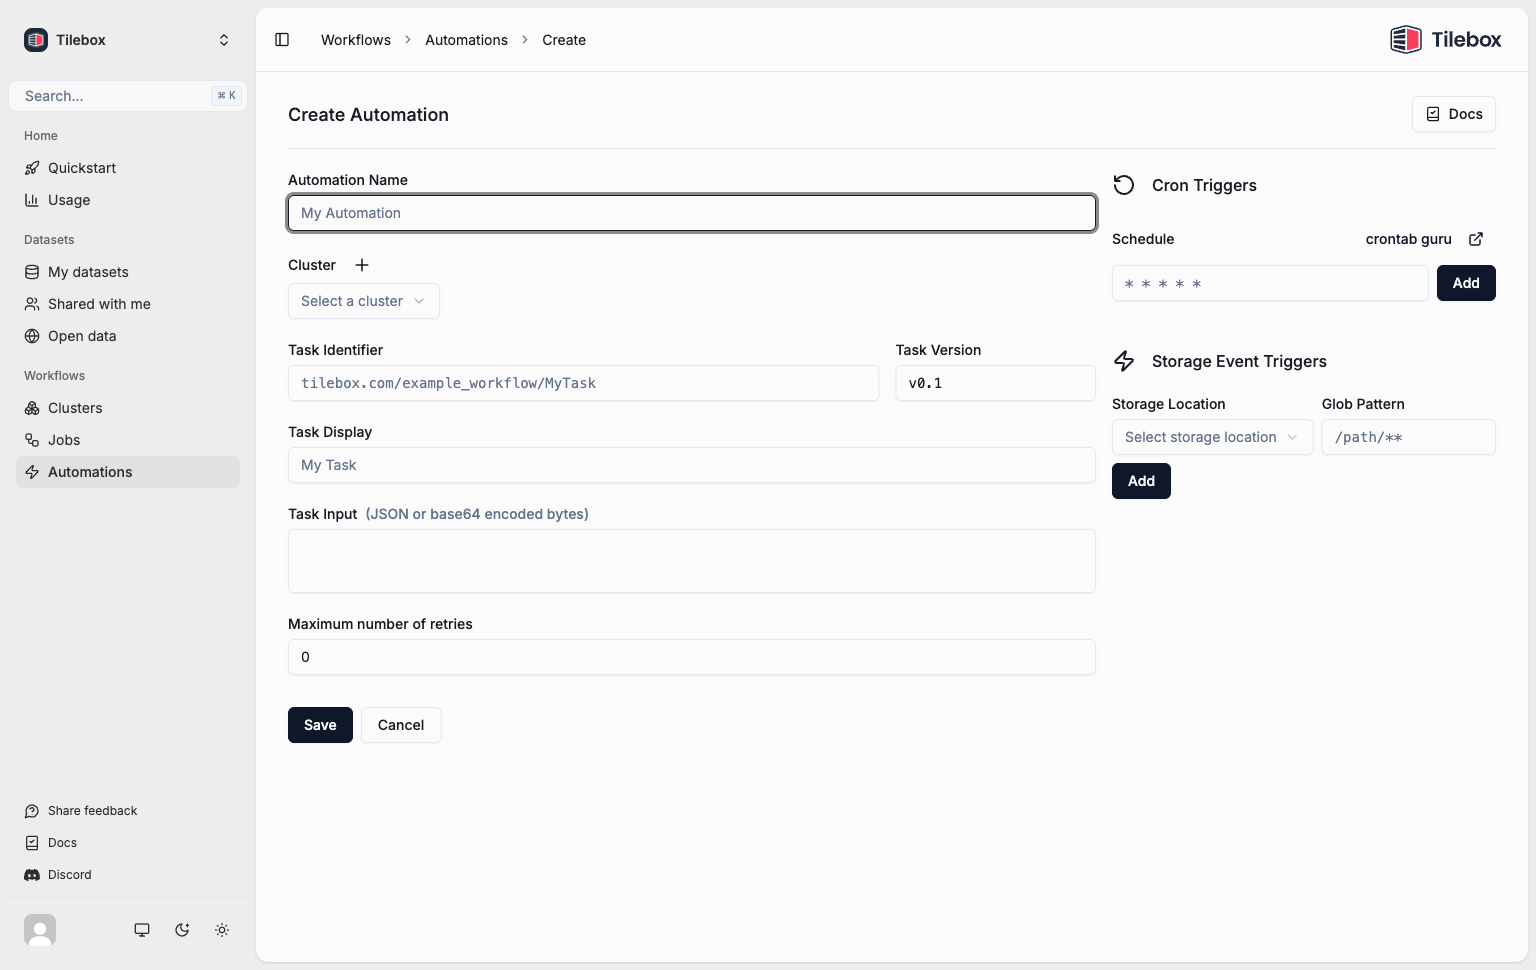 Tilebox
Search...
⌘ K
Home
Quickstart
Usage
Datasets
My datasets
Shared with me
Open data
Workflows
Clusters
Jobs
Automations
Share feedback
Docs
Discord
Workflows > Automations > Create
Tilebox
Create Automation
Docs
Automation Name
My Automation
Cluster +
Select a cluster
Task Identifier
Task Version
tilebox.com/example_workflow/MyTask
v0.1
Task Display
My Task
Task Input (JSON or base64 encoded bytes)
Maximum number of retries
0
Save
Cancel
Cron Triggers
Schedule
crontab guru
* * * * *
Add
Storage Event Triggers
Storage Location
Glob Pattern
Select storage location
/path/**
Add